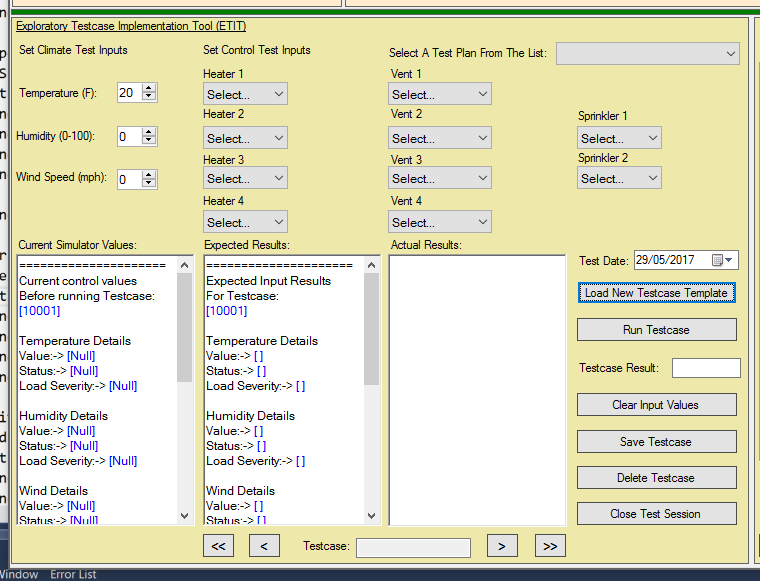 Exploratory Testcase Implementation Tool (ETIT)
Set Climate Test Inputs
Set Control Test Inputs
Select A Test Plan From The List:
Heater 1
Vent 1
Temperature (F): 20
Select...
Select...
Heater 2
Vent 2
Sprinkler 1
Humidity (0-100): 0
Select...
Select...
Select...
Heater 3
Vent 3
Sprinkler 2
Wind Speed (mph): 0
Select...
Select...
Select...
Heater 4
Vent 4
Select...
Select...
Current Simulator Values:
=====================
Current control values
Before running Testcase:
[10001]
Temperature Details
Value:-> [Null]
Status:-> [Null]
Load Severity:-> [Null]
Humidity Details
Value:-> [Null]
Status:-> [Null]
Load Severity:-> [Null]
Wind Details
Value:-> [Null]
Status:-> [Null]
Expected Results:
=====================
Expected Input Results
For Testcase:
[10001]
Temperature Details
Value:-> [ ]
Status:-> [ ]
Load Severity:-> [ ]
Humidity Details
Value:-> [ ]
Status:-> [ ]
Load Severity:-> [ ]
Wind Details
Value:-> [ ]
Status:-> [ ]
Actual Results:
Test Date: 29/05/2017
Load New Testcase Template
Run Testcase
Testcase Result:
Clear Input Values
Save Testcase
Delete Testcase
Close Test Session
<< < Testcase: > >>
Window Error List